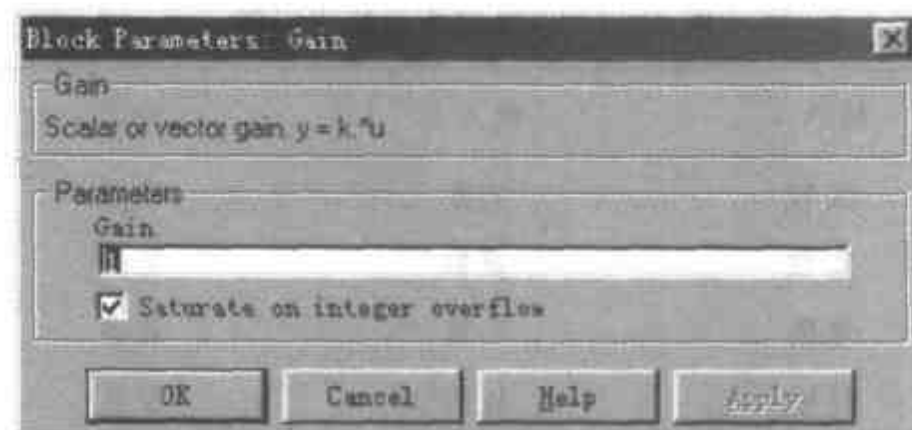 Block Parameters: Gain
Gain
Scalar or vector gain. y = k.*u
Parameters
Gain
Saturate on integer overflow
OK
Cancel
Help
Apply